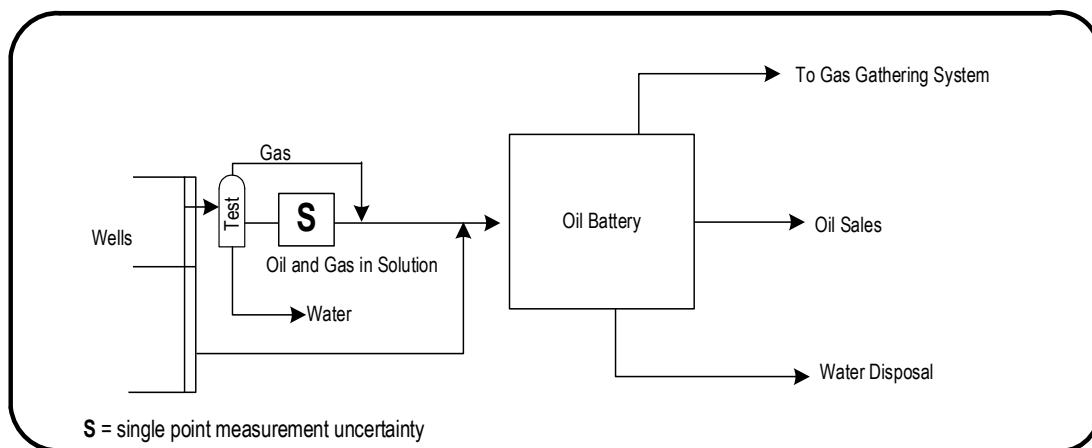 To Gas Gathering System
Gas
Test
S
Wells
Oil Battery
Oil Sales
Oil and Gas in Solution
Water
Water Disposal
S = single point measurement uncertainty